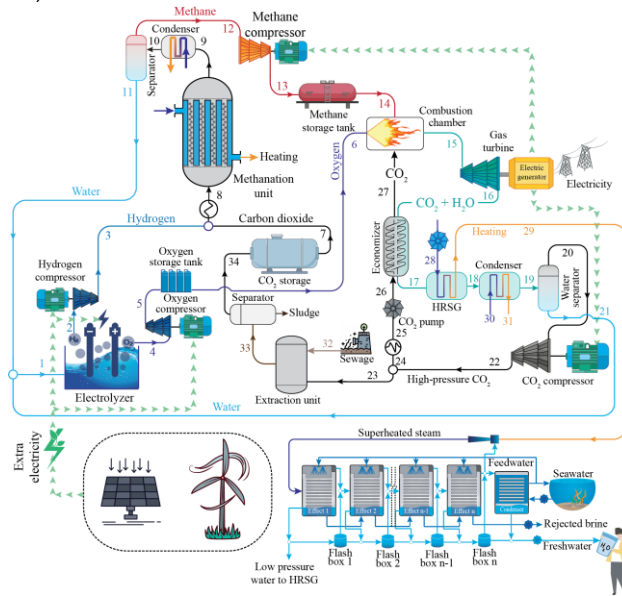 Methane
12
Condenser
10
9
Methane
compressor
Separator
11
13
14
Methane
storage tank
Combustion
chamber
6
15
Gas
turbine
Electric
generator
Electricity
16
Heating
Methanation
unit
Oxygen
CO₂
27
CO₂ + H₂O
Water
8
Hydrogen
3
Carbon dioxide
7
34
CO₂ storage
Hydrogen
compressor
Oxygen
storage tank
Oxygen
compressor
5
2
4
1
H₂
O₂
Electrolyzer
Economizer
28
Heating
29
17
HRSG
18
Condenser
19
30
31
20
Water
separator
21
26
CO₂ pump
25
24
Separator
Sludge
33
32
Sewage
Extraction unit
23
22
High-pressure CO₂
CO₂ compressor
Water
Extra
electricity
Superheated steam
Feedwater
Seawater
Effect 1
Effect 2
Effect n-1
Effect n
Condenser
Rejected brine
Freshwater
H₂O
Low pressure
water to HRSG
Flash
box 1
Flash
box 2
Flash
box n-1
Flash
box n